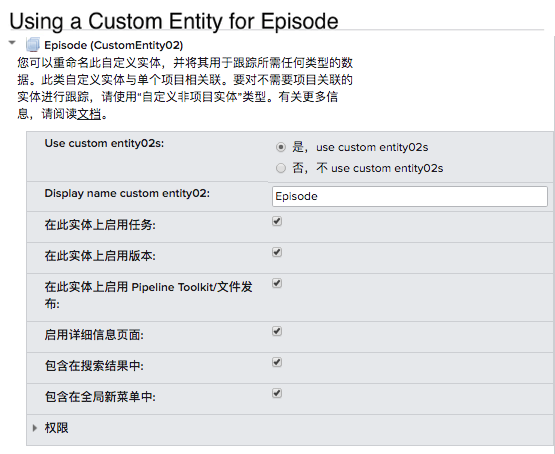 Using a Custom Entity for Episode
Episode (CustomEntity02)
您可以重命名此自定义实体，并将其用于跟踪所需任何类型的数
据。此类自定义实体与单个项目相关联。要对不需要项目关联的
实体进行跟踪，请使用“自定义非项目实体”类型。有关更多信
息，请阅读文档。
Use custom entity02s:
是，use custom entity02s
否，不 use custom entity02s
Display name custom entity02:
Episode
在此实体上启用任务:
在此实体上启用版本:
在此实体上启用 Pipeline Toolkit/文件发
布:
启用详细信息页面:
包含在搜索结果中:
包含在全局新菜单中:
权限